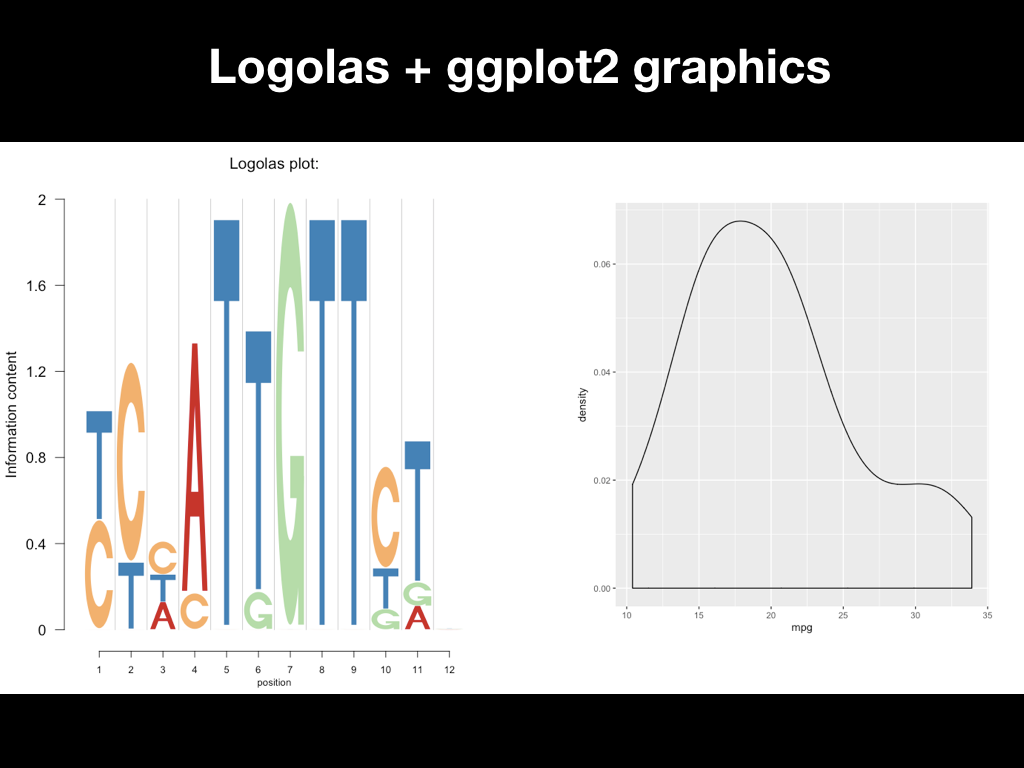 Logolas + ggplot2 graphics
Logolas plot:
Information content
2
1.6
1.2
0.8
0.4
0
T C
C T
C T A
A C
T
T G
G
T
T
C T G
T G A
1 2 3 4 5 6 7 8 9 10 11 12
position
density
0.06
0.04
0.02
0.00
10 15 20 25 30 35
mpg